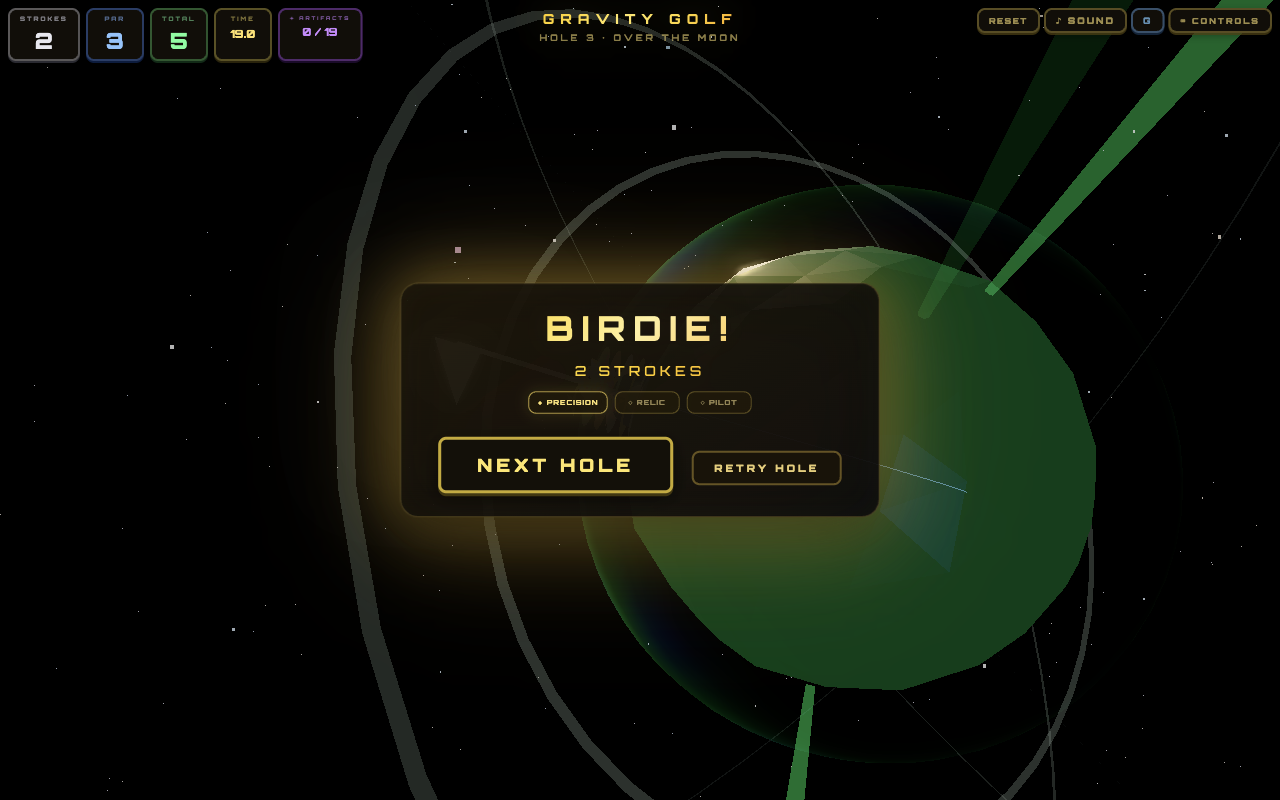 STROKES
2
PAR
3
TOTAL
5
TIME
19.0
✦ ARTIFACTS
0 / 19
GRAVITY GOLF
HOLE 3 · OVER THE MOON
RESET
♪ SOUND
G
≡ CONTROLS
BIRDIE!
2 STROKES
◆ PRECISION
◇ RELIC
◇ PILOT
NEXT HOLE
RETRY HOLE